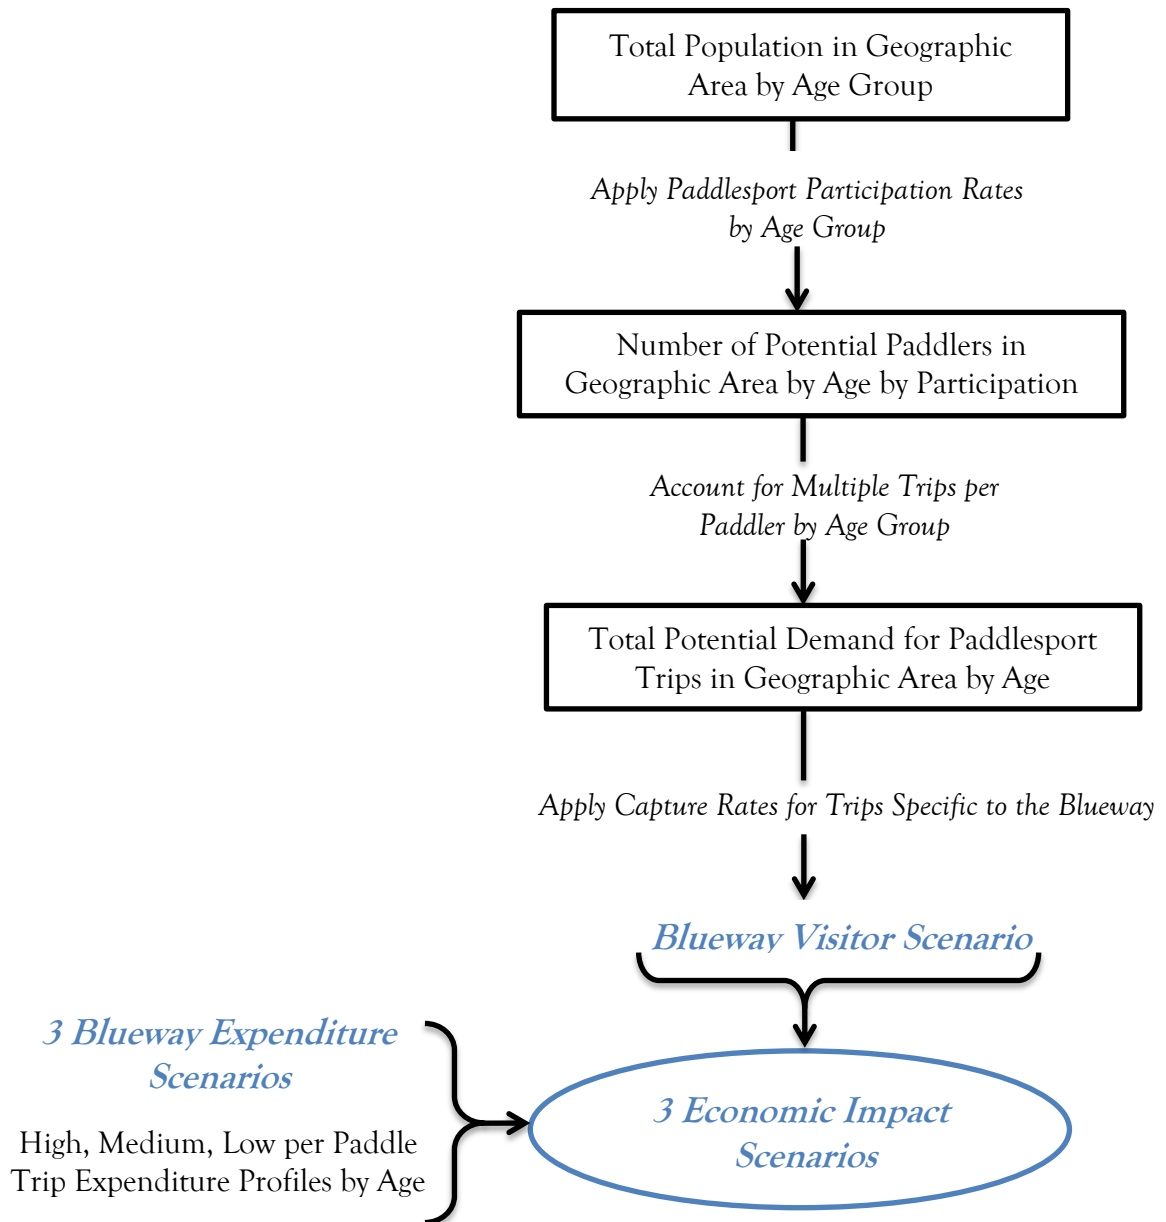 Total Population in Geographic
Area by Age Group
Apply Paddlesport Participation Rates
by Age Group
Number of Potential Paddlers in
Geographic Area by Age by Participation
Account for Multiple Trips per
Paddler by Age Group
Total Potential Demand for Paddlesport
Trips in Geographic Area by Age
Apply Capture Rates for Trips Specific to the Blueway
Blueway Visitor Scenario
3 Blueway Expenditure
Scenarios
High, Medium, Low per Paddle
Trip Expenditure Profiles by Age
3 Economic Impact
Scenarios